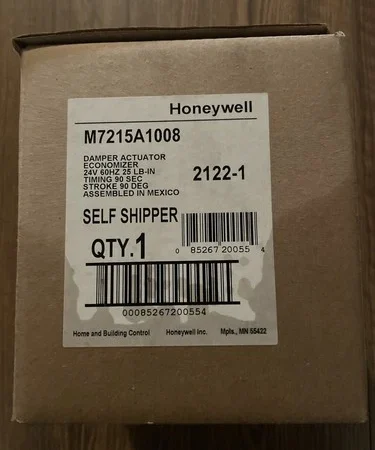 Honeywell
M7215A1008
DAMPER ACTUATOR
ECONOMIZER
24V 60HZ 25 LB-IN
TIMING 90 SEC
STROKE 90 DEG
ASSEMBLED IN MEXICO
2122-1
SELF SHIPPER
QTY.1
0 85267 20055 4
00085267200554
Home and Building Control Honeywell Inc. Mpls., MN 55422